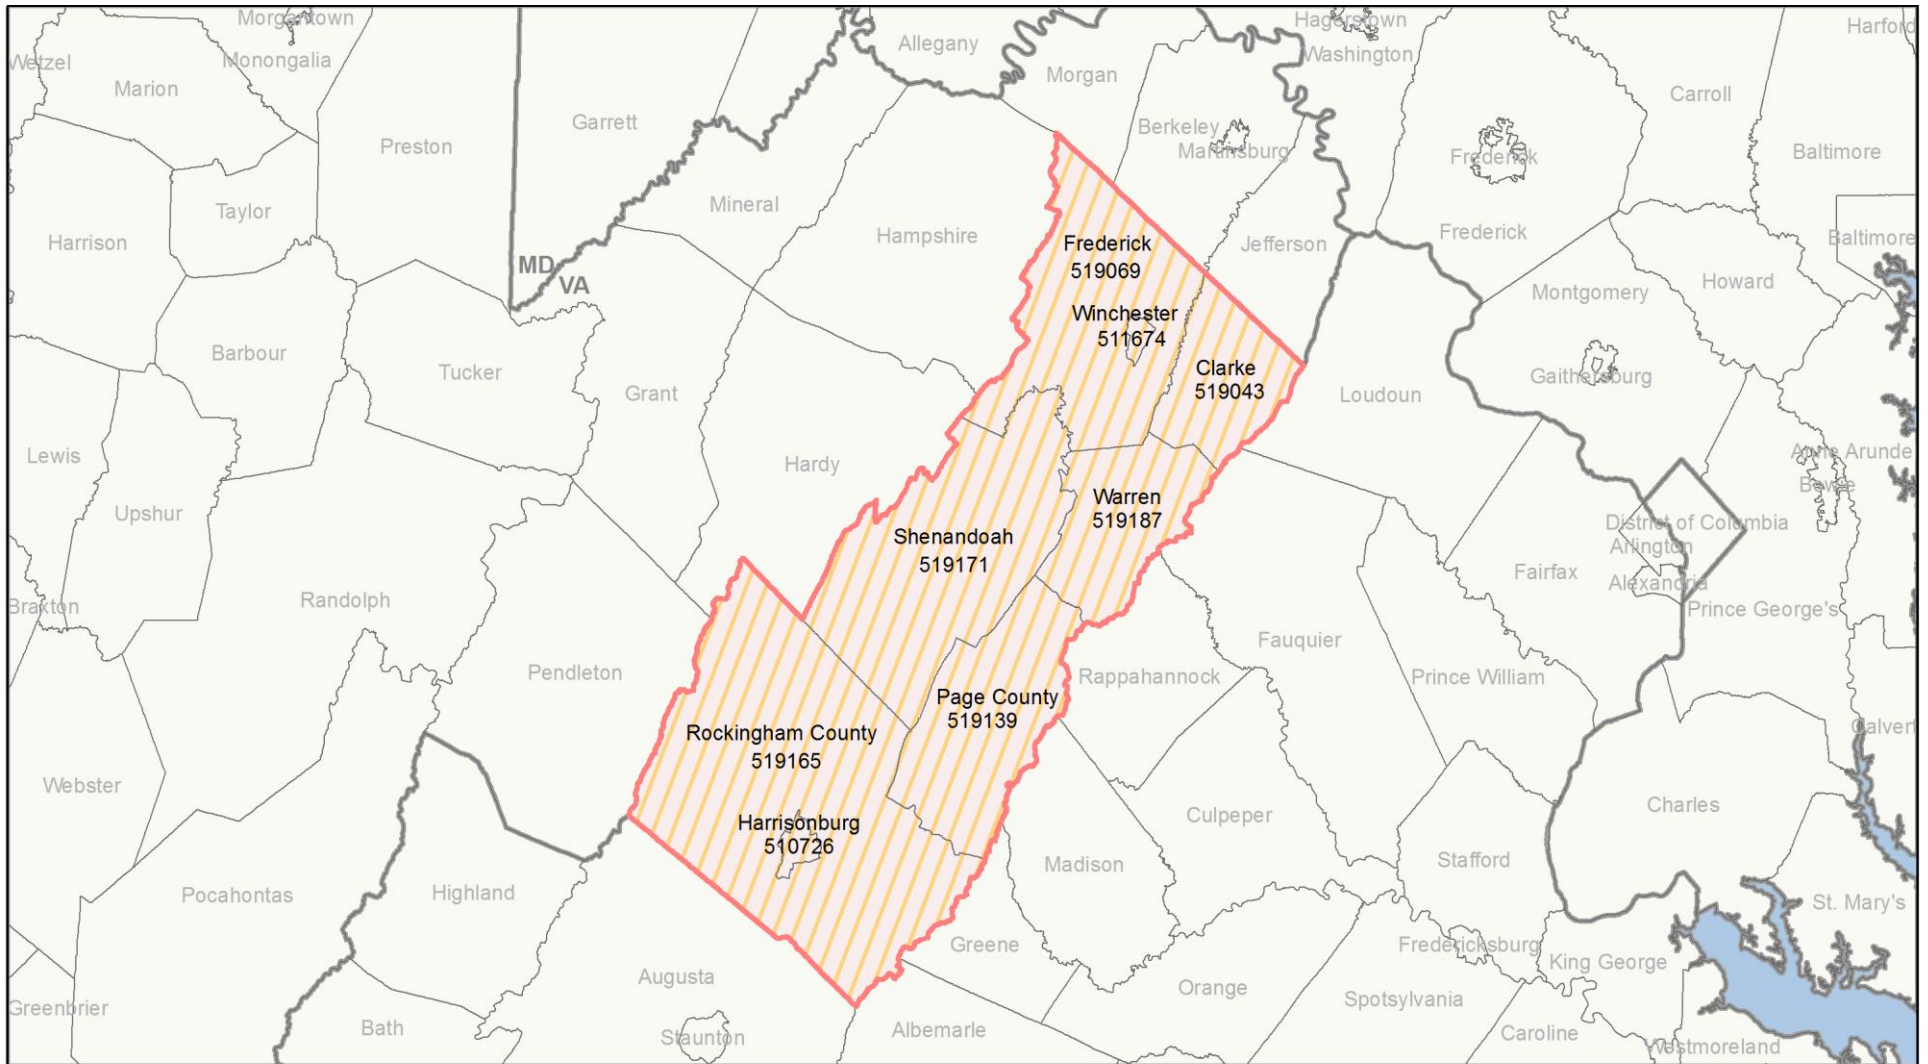 Morgantown
Hagerstown
Harford
Allegany
Washington
Wetzel
Monongalia
Morgan
Marion
Carroll
Garrett
Berkeley
Preston
Martinsburg
Frederick
Baltimore
Taylor
Mineral
Harrison
Hampshire
Frederick
519069
Jefferson
Frederick
Baltimore
MD
VA
Montgomery
Howard
Winchester
511674
Barbour
Tucker
Clarke
519043
Gaithersburg
Grant
Loudoun
Lewis
Hardy
Anne Arunde
Bowie
Upshur
Warren
519187
District of Columbia
Shenandoah
519171
Arlington
Fairfax
Alexandria
Braxton
Randolph
Prince George's
Fauquier
Pendleton
Rappahannock
Prince William
Page County
519139
Calvert
Rockingham County
519165
Webster
Charles
Culpeper
Harrisonburg
510726
Madison
Stafford
Pocahontas
Highland
St. Mary's
Greene
Fredericksburg
King George
Augusta
Orange
Spotsylvania
Greenbrier
Bath
Staunton
Albemarle
Caroline
Westmoreland